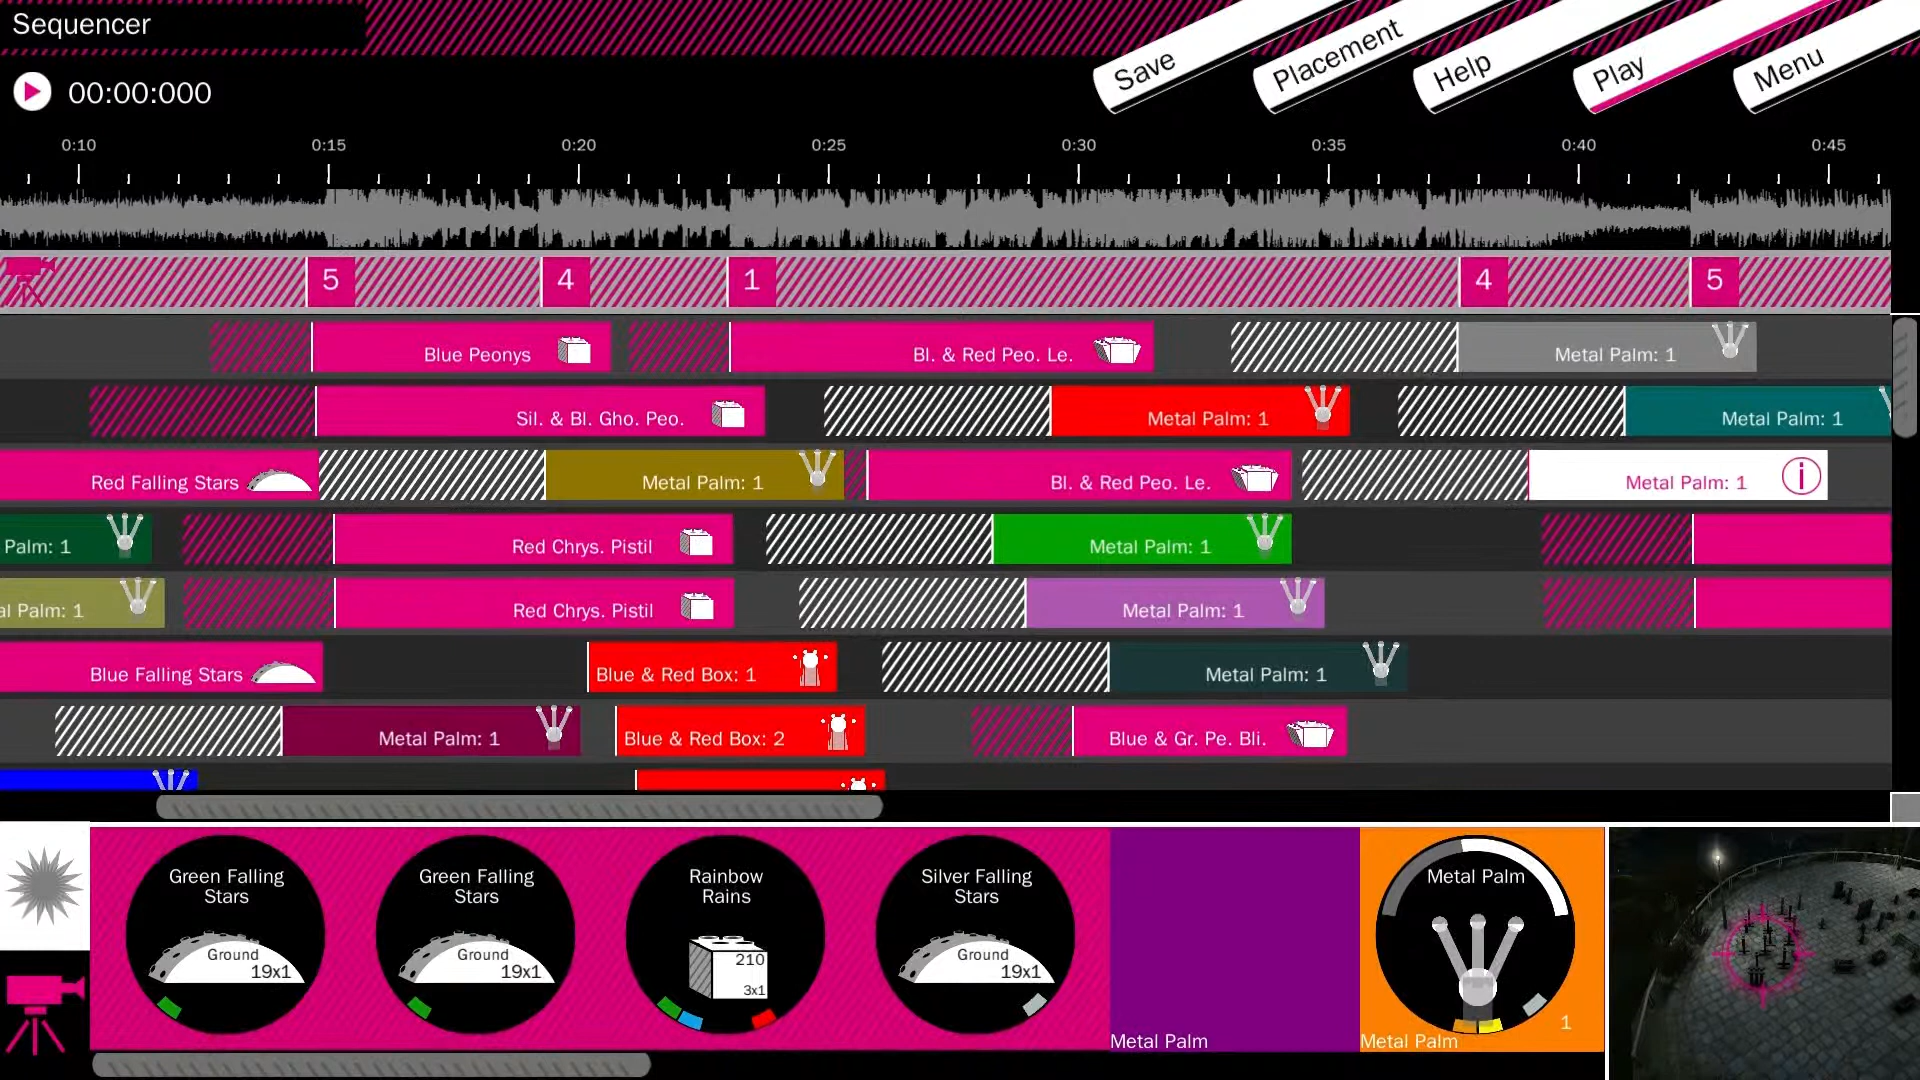 Sequencer
Save
Placement
Help
Play
Menu
00:00:000
0:10
0:15
0:20
0:25
0:30
0:35
0:40
0:45
5
4
1
4
5
Blue Peonys
Bl. & Red Peo. Le.
Metal Palm: 1
Sil. & Bl. Gho. Peo.
Metal Palm: 1
Metal Palm: 1
Red Falling Stars
Metal Palm: 1
Bl. & Red Peo. Le.
Metal Palm: 1
i
Palm: 1
Red Chrys. Pistil
Metal Palm: 1
al Palm: 1
Red Chrys. Pistil
Metal Palm: 1
Blue Falling Stars
Blue & Red Box: 1
Metal Palm: 1
Metal Palm: 1
Blue & Red Box: 2
Blue & Gr. Pe. Bli.
Green Falling
Stars
Ground
19x1
Green Falling
Stars
Ground
19x1
Rainbow
Rains
210
3x1
Silver Falling
Stars
Ground
19x1
Metal Palm
Metal Palm
1
Metal Palm